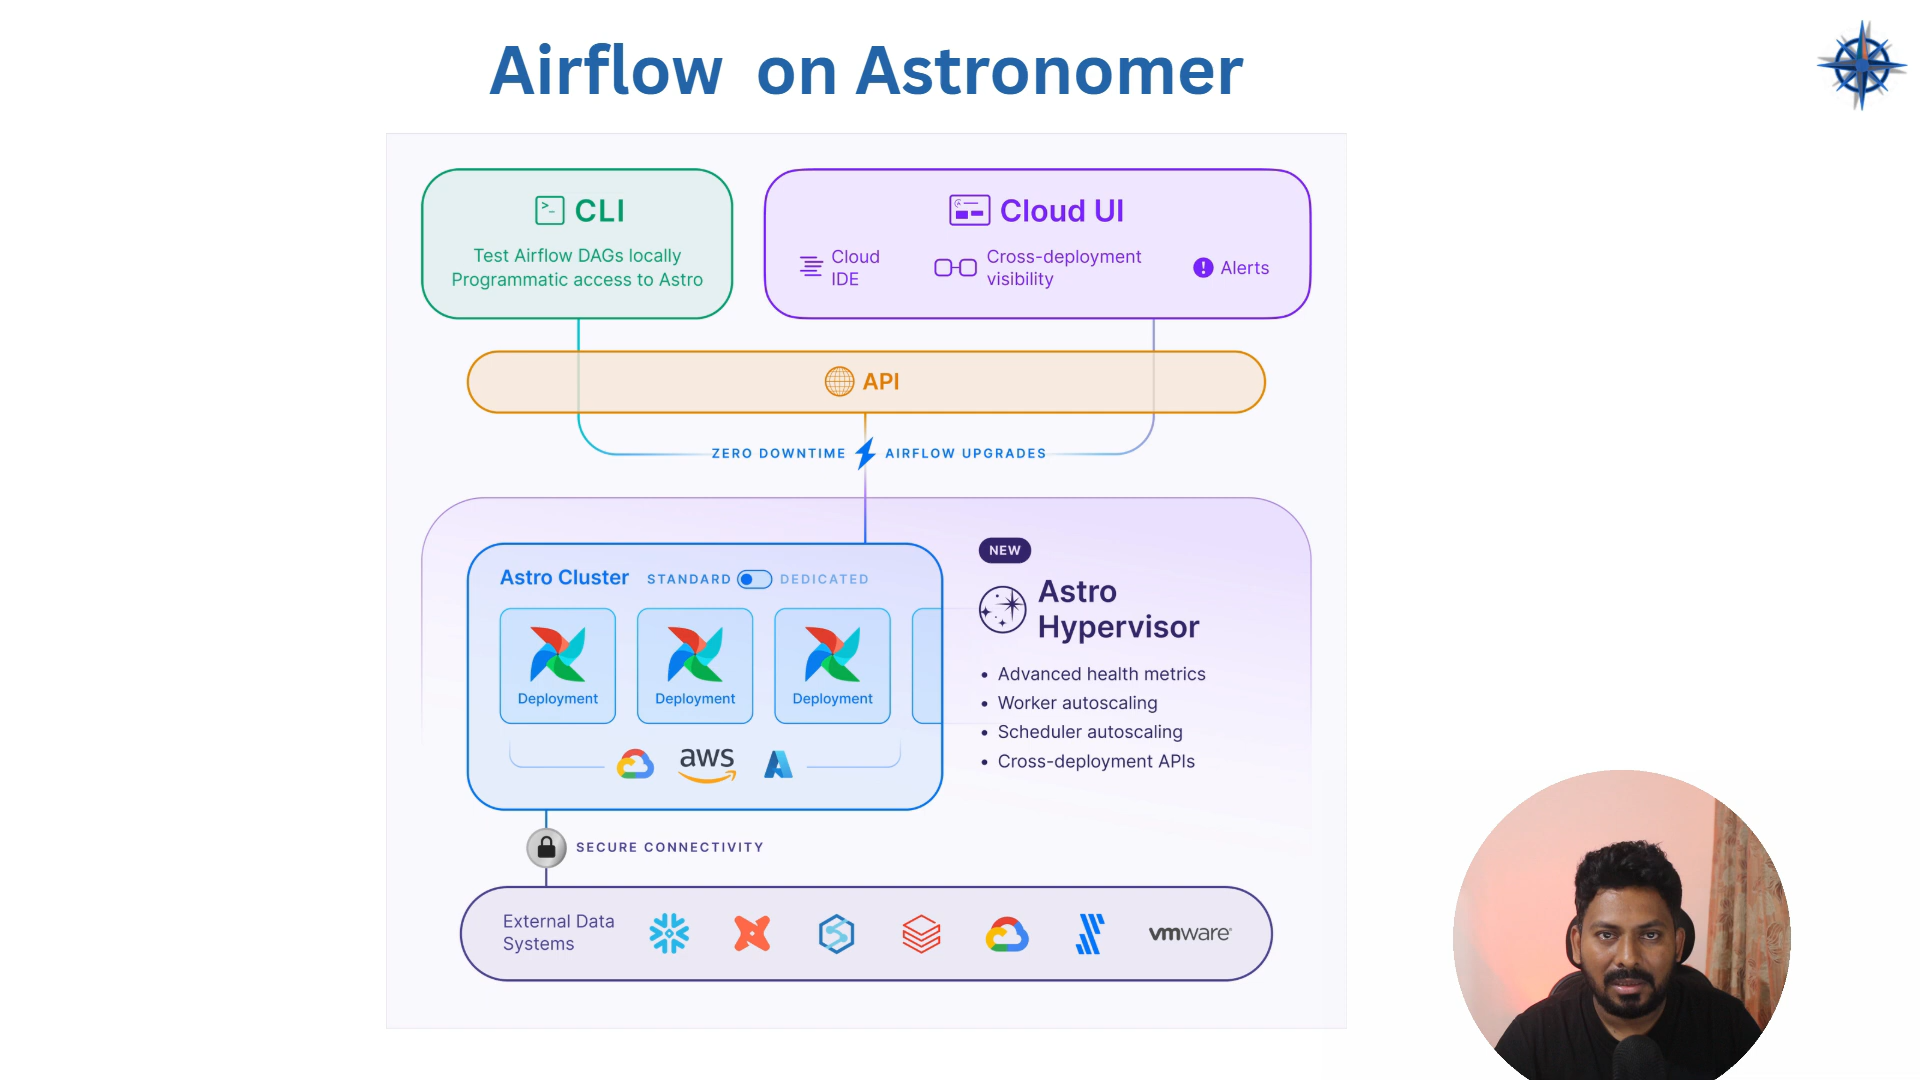 Airflow on Astronomer
>_ CLI
Test Airflow DAGs locally
Programmatic access to Astro
Cloud UI
Cloud
IDE
Cross-deployment
visibility
Alerts
API
ZERO DOWNTIME AIRFLOW UPGRADES
Astro Cluster STANDARD DEDICATED
Deployment
Deployment
Deployment
aws
NEW
Astro
Hypervisor
• Advanced health metrics
• Worker autoscaling
• Scheduler autoscaling
• Cross-deployment APIs
SECURE CONNECTIVITY
External Data
Systems
vmware®